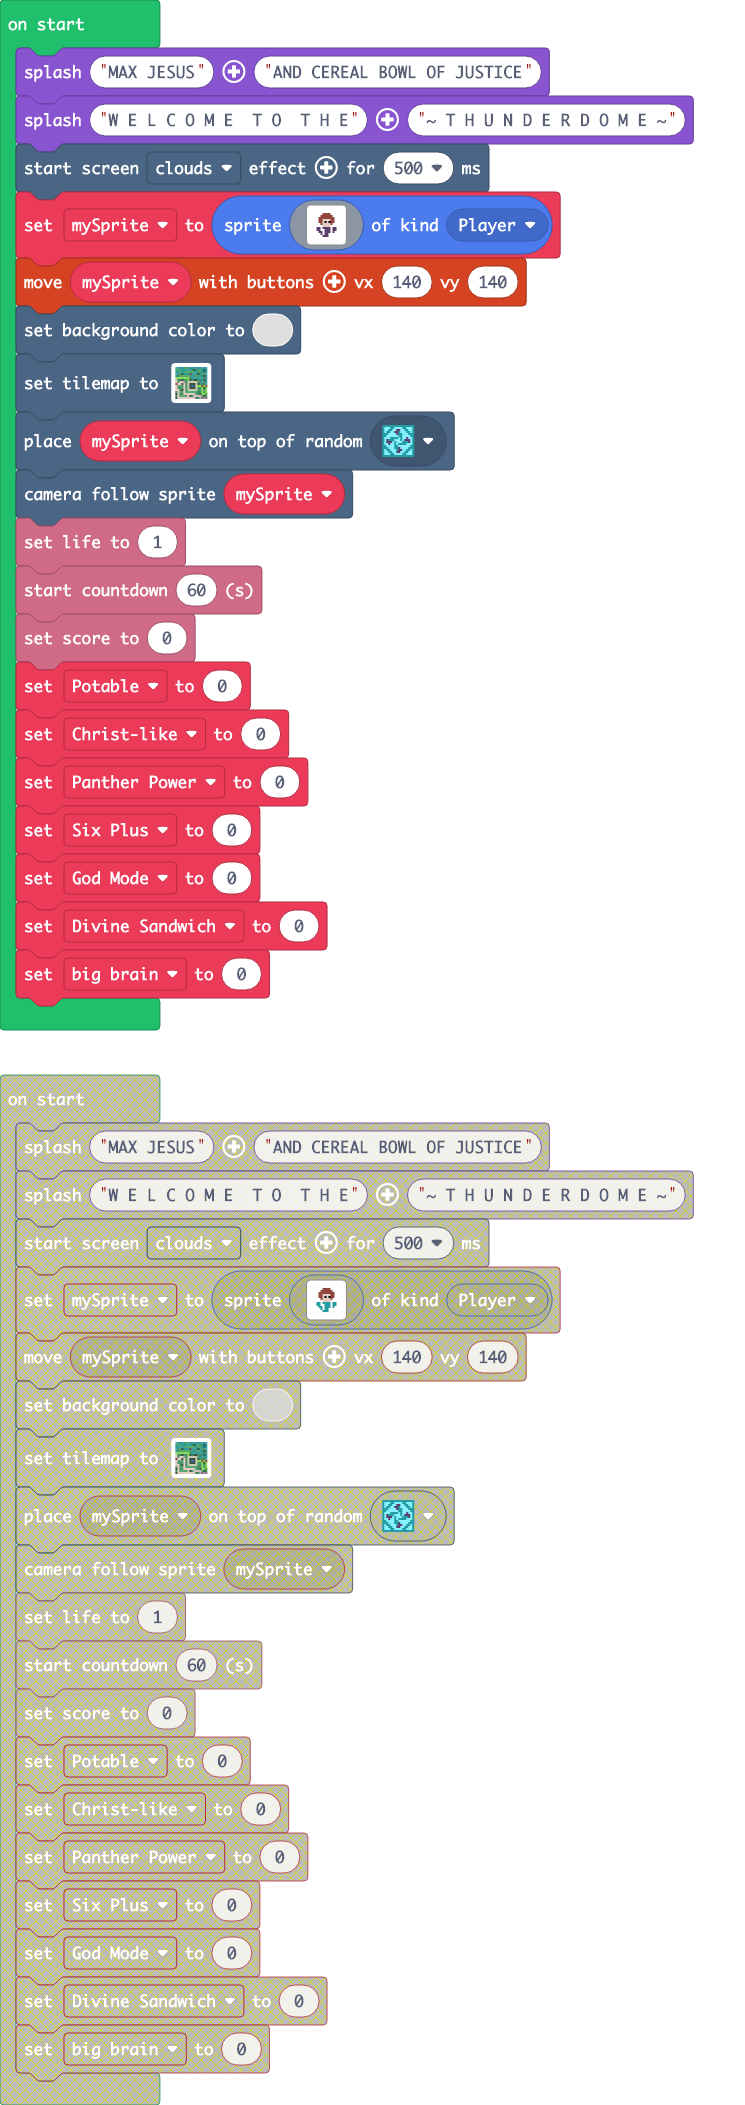 on start
splash "MAX JESUS" "AND CEREAL BOWL OF JUSTICE"
splash "W E L C O M E  T O  T H E" "~ T H U N D E R D O M E ~"
start screen clouds effect for 500 ms
set mySprite to sprite of kind Player
move mySprite with buttons vx 140 vy 140
set background color to
set tilemap to
place mySprite on top of random
camera follow sprite mySprite
set life to 1
start countdown 60 (s)
set score to 0
set Potable to 0
set Christ-like to 0
set Panther Power to 0
set Six Plus to 0
set God Mode to 0
set Divine Sandwich to 0
set big brain to 0
on start
splash "MAX JESUS" "AND CEREAL BOWL OF JUSTICE"
splash "W E L C O M E  T O  T H E" "~ T H U N D E R D O M E ~"
start screen clouds effect for 500 ms
set mySprite to sprite of kind Player
move mySprite with buttons vx 140 vy 140
set background color to
set tilemap to
place mySprite on top of random
camera follow sprite mySprite
set life to 1
start countdown 60 (s)
set score to 0
set Potable to 0
set Christ-like to 0
set Panther Power to 0
set Six Plus to 0
set God Mode to 0
set Divine Sandwich to 0
set big brain to 0